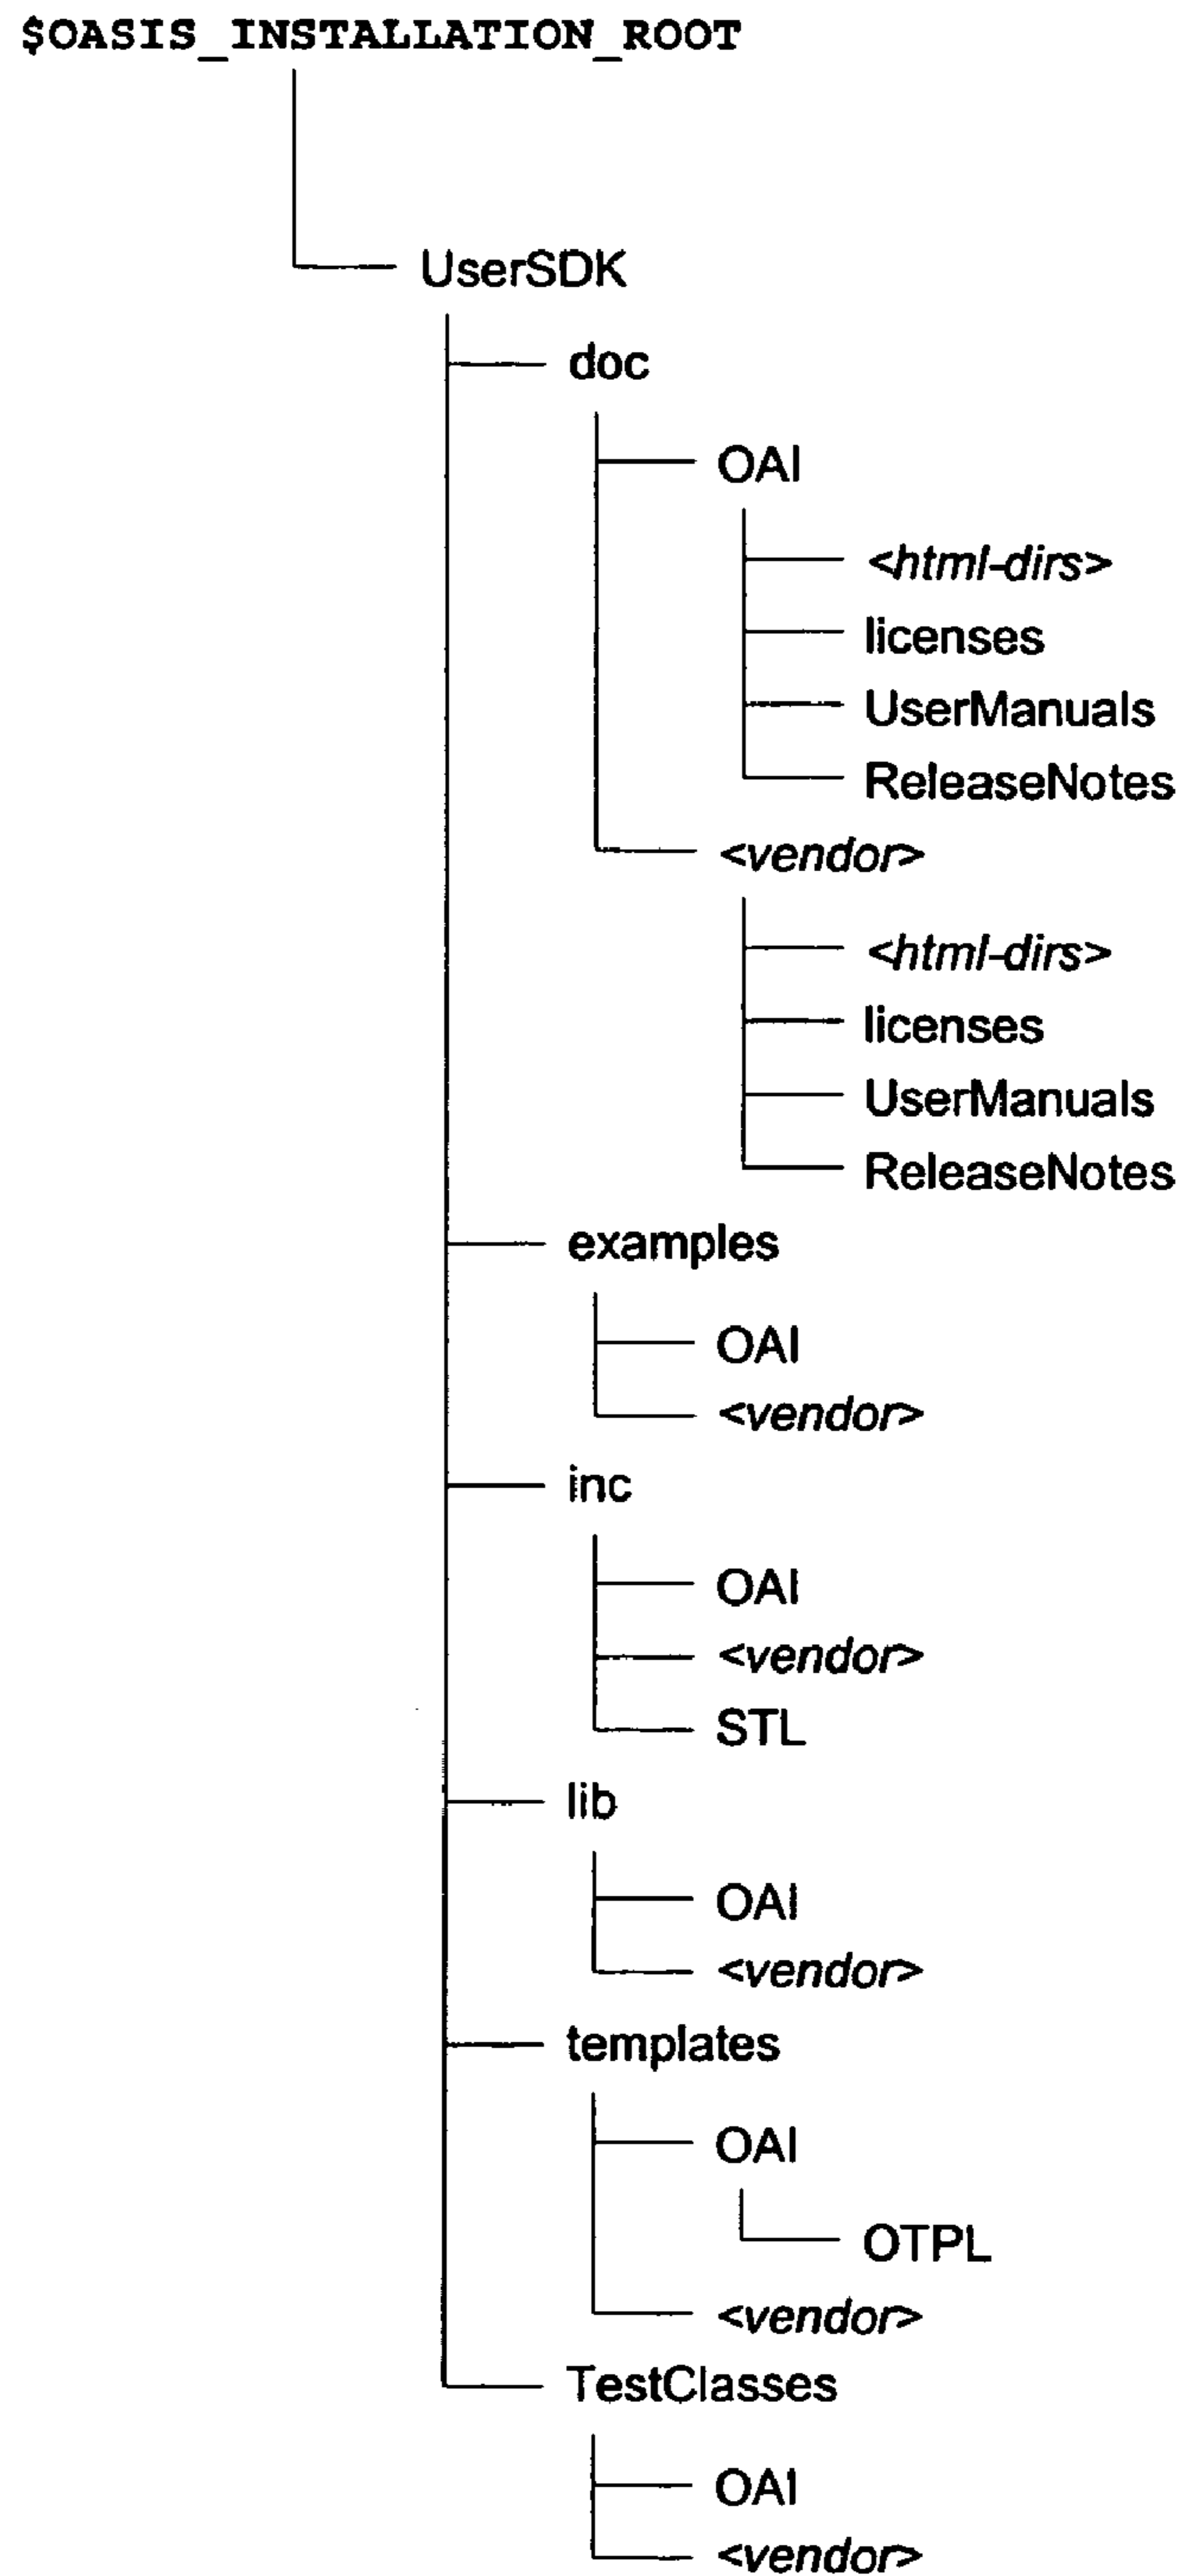 $OASIS_INSTALLATION_ROOT
UserSDK
doc
OAI
<html-dirs>
licenses
UserManuals
ReleaseNotes
<vendor>
<html-dirs>
licenses
UserManuals
ReleaseNotes
examples
OAI
<vendor>
inc
OAI
<vendor>
STL
lib
OAI
<vendor>
templates
OAI
OTPL
<vendor>
TestClasses
OAI
<vendor>